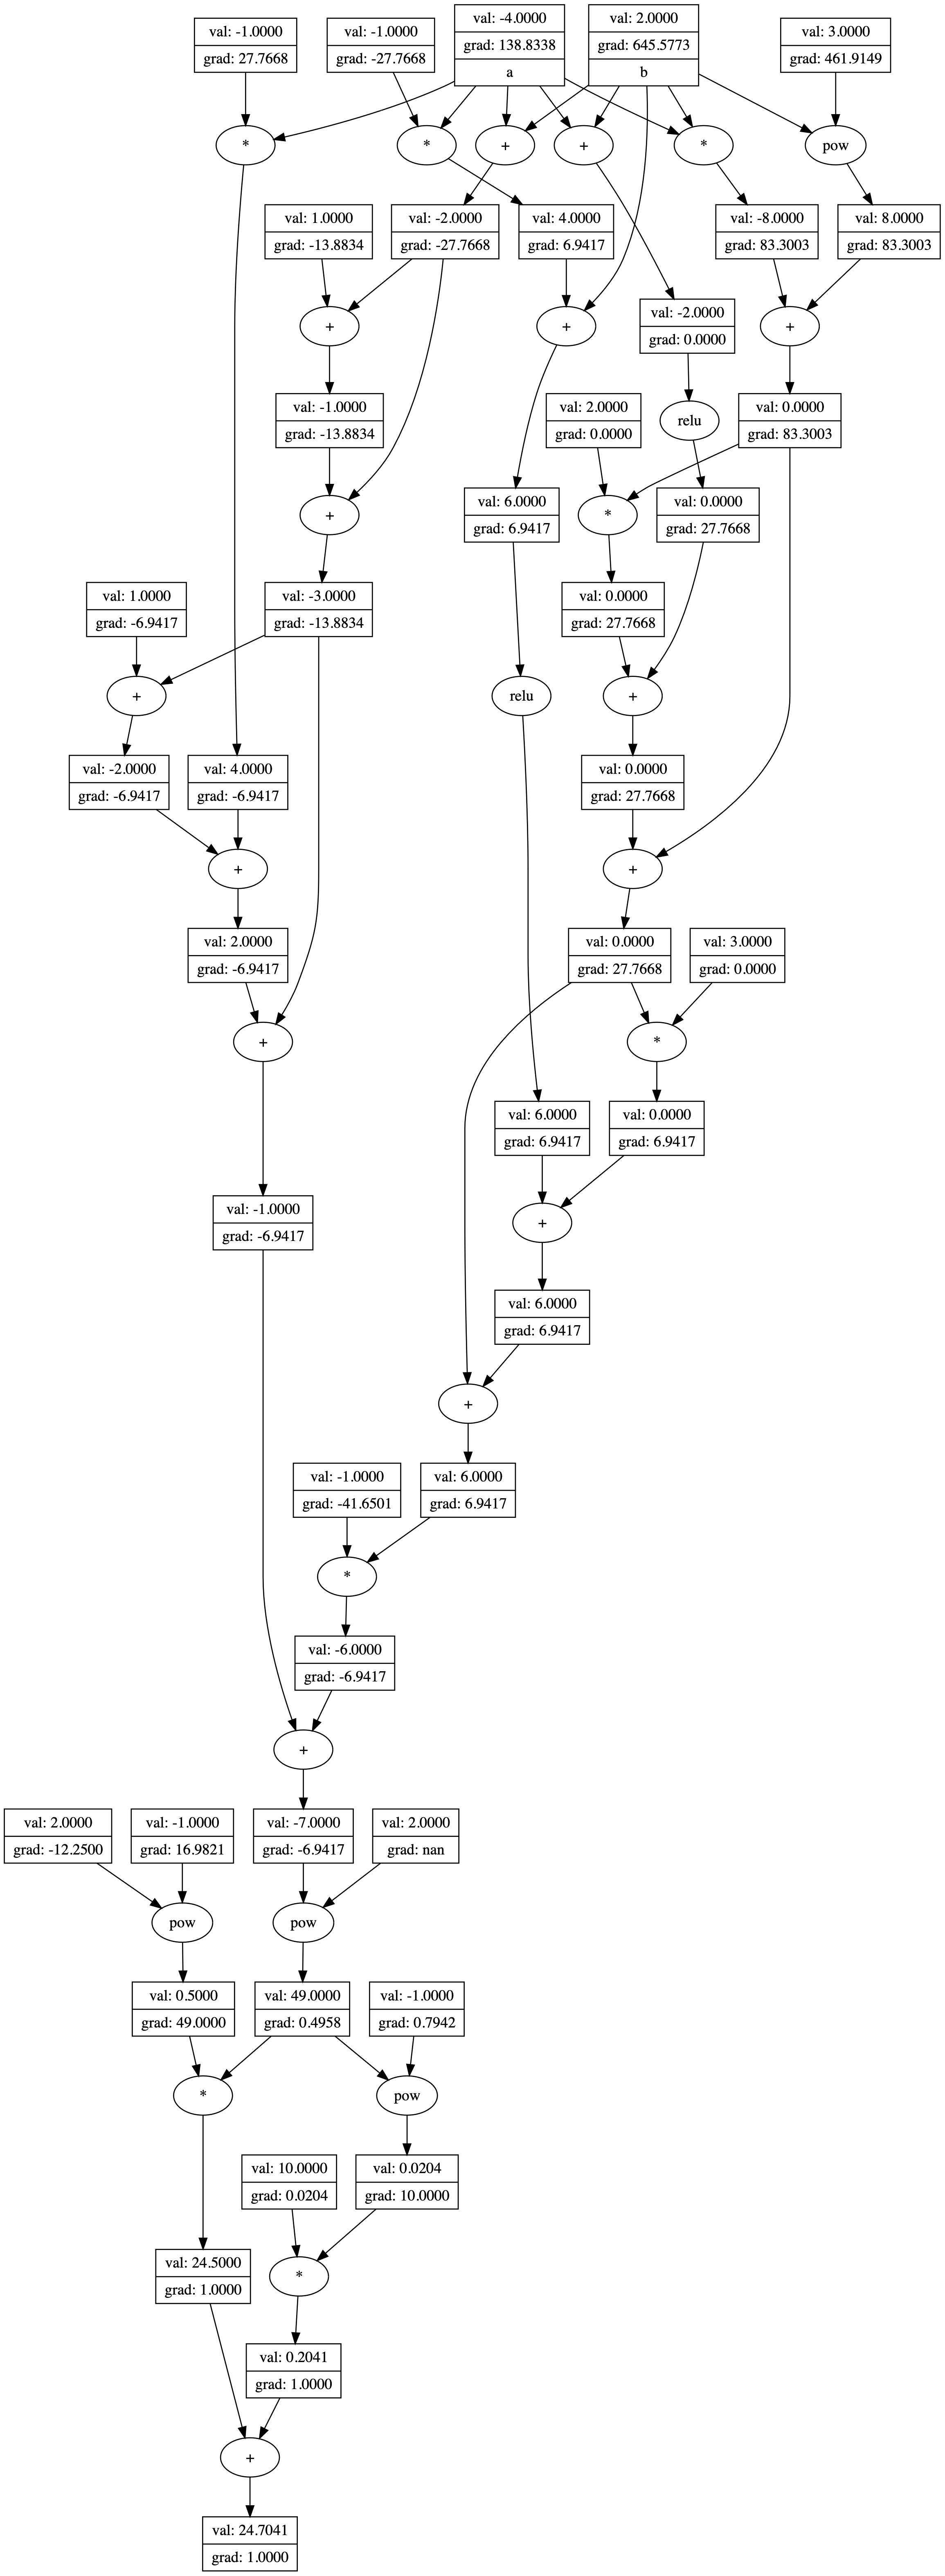 val: -1.0000
grad: 27.7668
val: -1.0000
grad: -27.7668
val: -4.0000
grad: 138.8338
a
val: 2.0000
grad: 645.5773
b
val: 3.0000
grad: 461.9149
*
*
+
+
*
pow
val: 1.0000
grad: -13.8834
val: -2.0000
grad: -27.7668
val: 4.0000
grad: 6.9417
val: -8.0000
grad: 83.3003
val: 8.0000
grad: 83.3003
+
+
val: -2.0000
grad: 0.0000
+
val: -1.0000
grad: -13.8834
val: 2.0000
grad: 0.0000
relu
val: 0.0000
grad: 83.3003
+
val: 6.0000
grad: 6.9417
*
val: 0.0000
grad: 27.7668
val: 1.0000
grad: -6.9417
val: -3.0000
grad: -13.8834
val: 0.0000
grad: 27.7668
+
relu
+
val: -2.0000
grad: -6.9417
val: 4.0000
grad: -6.9417
val: 0.0000
grad: 27.7668
+
+
val: 2.0000
grad: -6.9417
val: 0.0000
grad: 27.7668
val: 3.0000
grad: 0.0000
+
*
val: 6.0000
grad: 6.9417
val: 0.0000
grad: 6.9417
val: -1.0000
grad: -6.9417
+
val: 6.0000
grad: 6.9417
+
val: -1.0000
grad: -41.6501
val: 6.0000
grad: 6.9417
*
val: -6.0000
grad: -6.9417
+
val: 2.0000
grad: -12.2500
val: -1.0000
grad: 16.9821
val: -7.0000
grad: -6.9417
val: 2.0000
grad: nan
pow
pow
val: 0.5000
grad: 49.0000
val: 49.0000
grad: 0.4958
val: -1.0000
grad: 0.7942
*
pow
val: 10.0000
grad: 0.0204
val: 0.0204
grad: 10.0000
val: 24.5000
grad: 1.0000
*
val: 0.2041
grad: 1.0000
+
val: 24.7041
grad: 1.0000